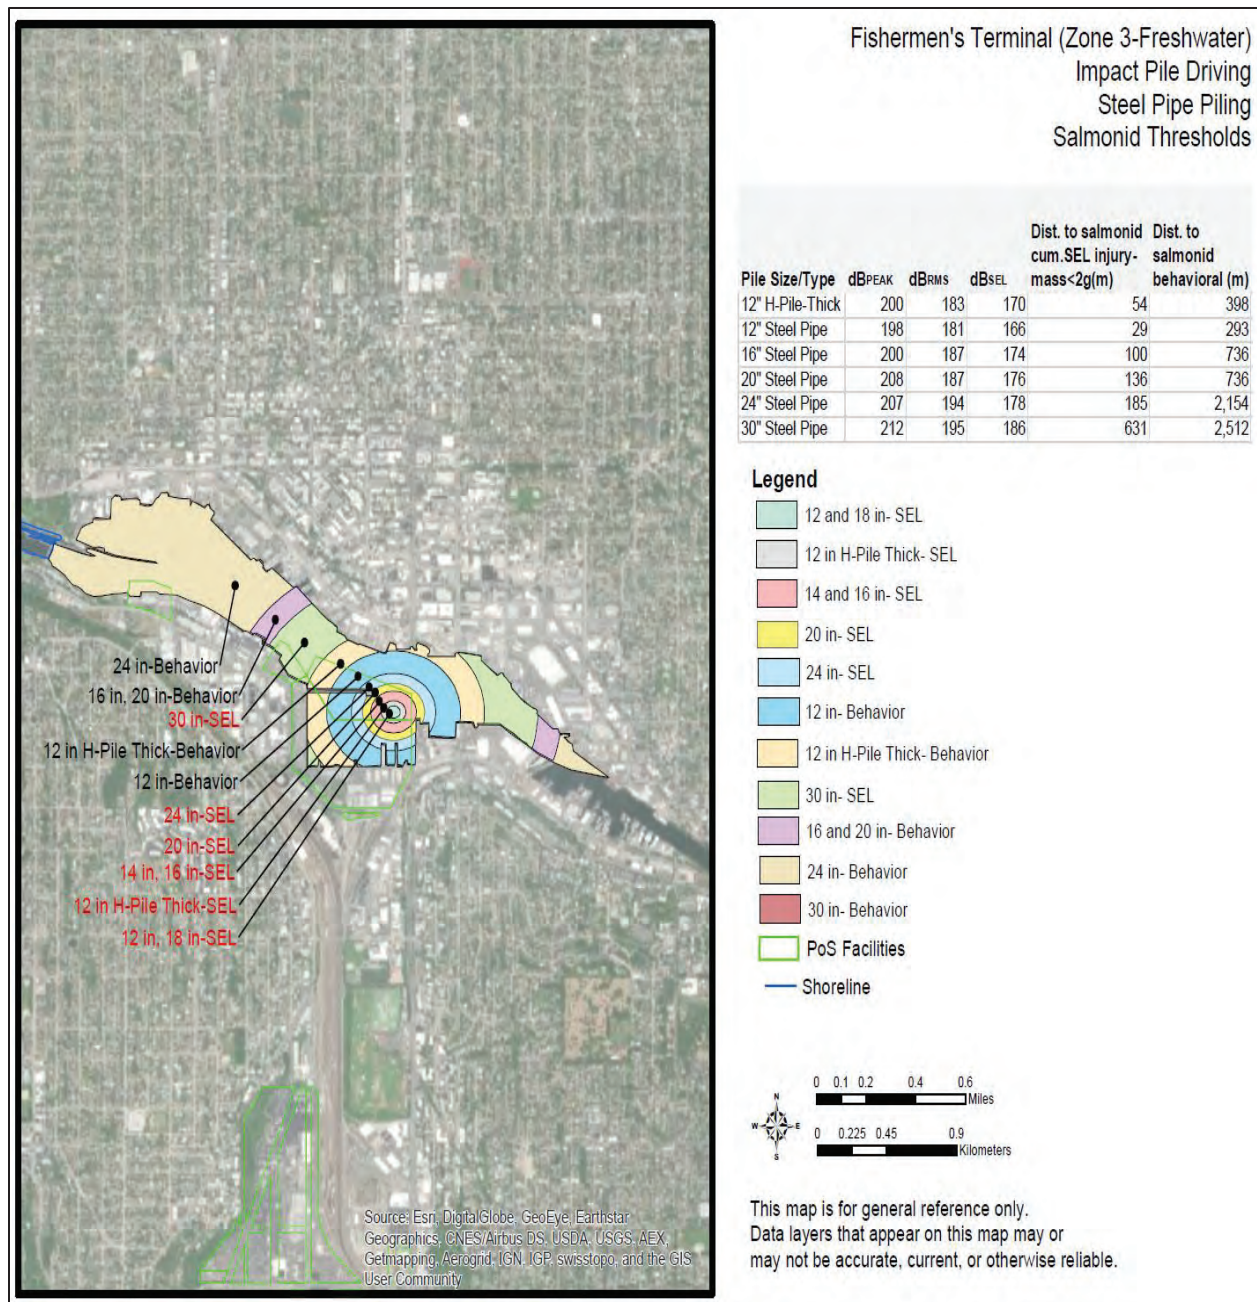 Fishermen's Terminal (Zone 3-Freshwater)
Impact Pile Driving
Steel Pipe Piling
Salmonid Thresholds
Dist. to salmonid Dist. to
cum.SEL injury- salmonid
Pile Size/Type dBPEAK dBRMS dBSEL mass<2g(m) behavioral (m)
12" H-Pile-Thick 200 183 170 54 398
12" Steel Pipe 198 181 166 29 293
16" Steel Pipe 200 187 174 100 736
20" Steel Pipe 208 187 176 136 736
24" Steel Pipe 207 194 178 185 2,154
30" Steel Pipe 212 195 186 631 2,512
Legend
12 and 18 in- SEL
12 in H-Pile Thick- SEL
14 and 16 in- SEL
20 in- SEL
24 in- SEL
12 in- Behavior
12 in H-Pile Thick- Behavior
30 in- SEL
16 and 20 in- Behavior
24 in- Behavior
30 in- Behavior
PoS Facilities
Shoreline
24 in-Behavior
16 in, 20 in-Behavior
30 in-SEL
12 in H-Pile Thick-Behavior
12 in-Behavior
24 in-SEL
20 in-SEL
14 in, 16 in-SEL
12 in H-Pile Thick-SEL
12 in, 18 in-SEL
N
W E
S
0 0.1 0.2 0.4 0.6
Miles
0 0.225 0.45 0.9
Kilometers
Source: Esri, DigitalGlobe, GeoEye, Earthstar
Geographics, CNES/Airbus DS, USDA, USGS, AEX,
Getmapping, Aerogrid, IGN, IGP, swisstopo, and the GIS
User Community
This map is for general reference only.
Data layers that appear on this map may or
may not be accurate, current, or otherwise reliable.